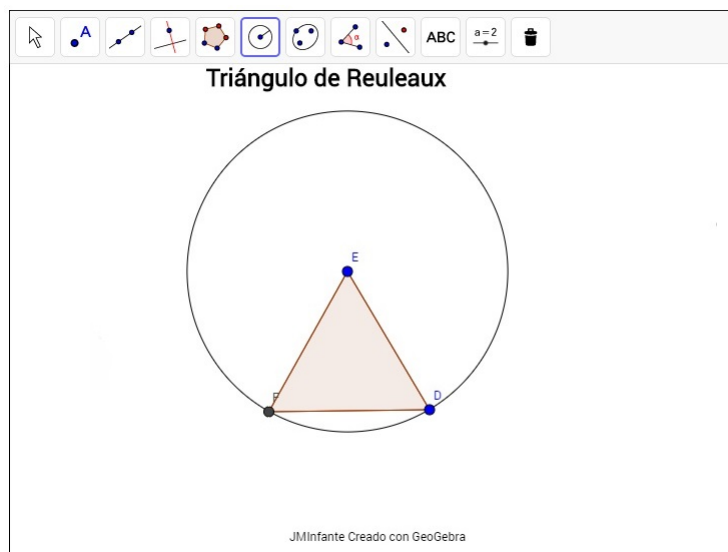 A
α
ABC
a=2
Triángulo de Reuleaux
E
F
D
JMInfante Creado con GeoGebra